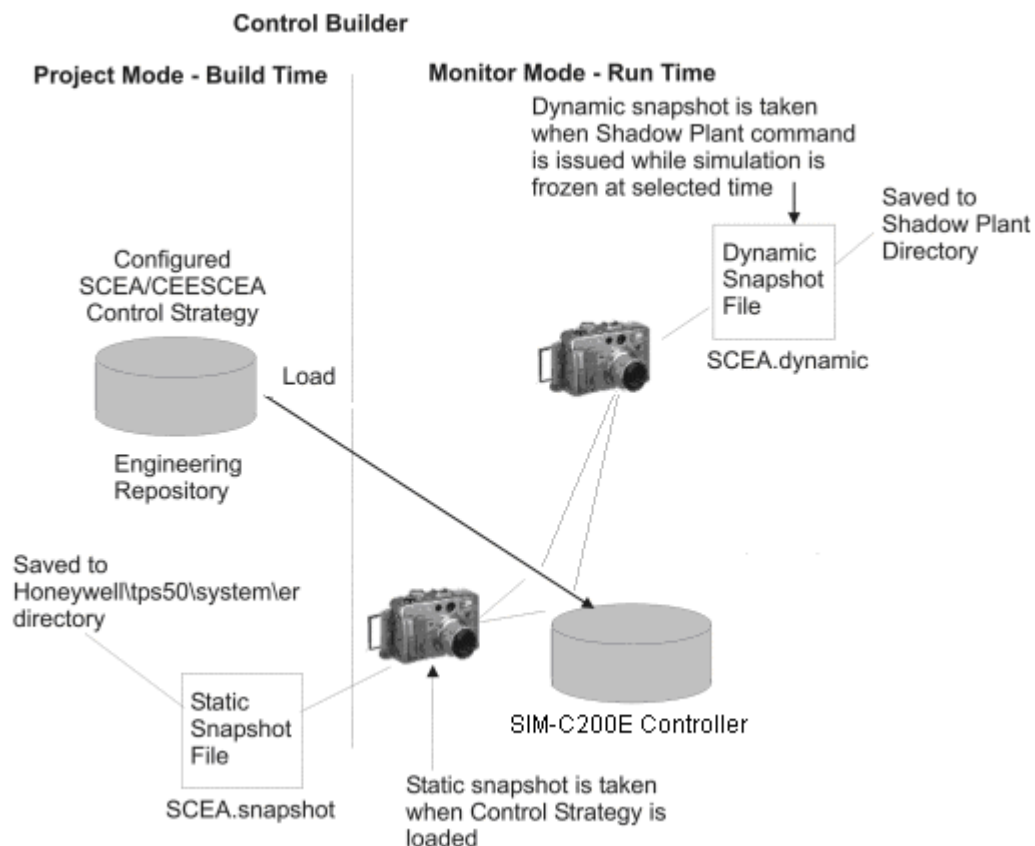 Control Builder
Project Mode - Build Time
Monitor Mode - Run Time
Dynamic snapshot is taken
when Shadow Plant command
is issued while simulation is
frozen at selected time
Saved to
Shadow Plant
Directory
Dynamic
Snapshot
File
SCEA.dynamic
Configured
SCEA/CEESCEA
Control Strategy
Load
Engineering
Repository
Saved to
Honeywell\tps50\system\er
directory
Static
Snapshot
File
SCEA.snapshot
SIM-C200E Controller
Static snapshot is taken
when Control Strategy is
loaded